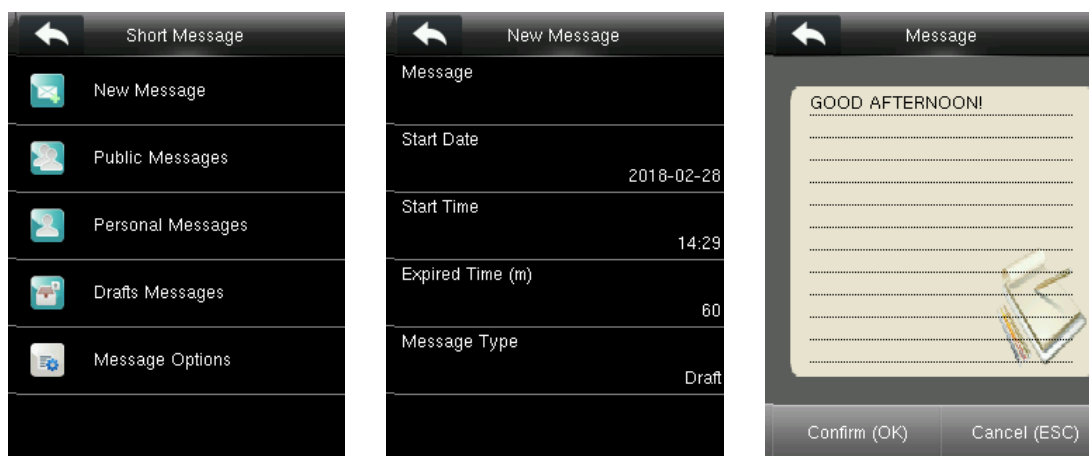 Short Message
New Message
Public Messages
Personal Messages
Drafts Messages
Message Options
New Message
Message
Start Date
2018-02-28
Start Time
14:29
Expired Time (m)
60
Message Type
Draft
Message
GOOD AFTERNOON!
Confirm (OK) Cancel (ESC)